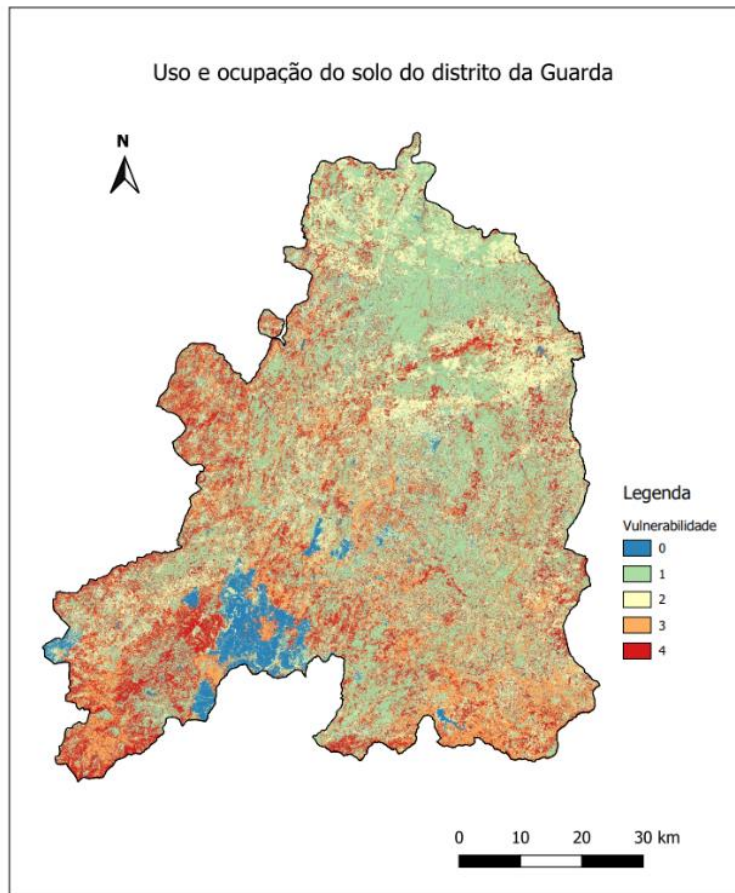 Uso e ocupação do solo do distrito da Guarda
N
Legenda
Vulnerabilidade
0
1
2
3
4
0 10 20 30 km